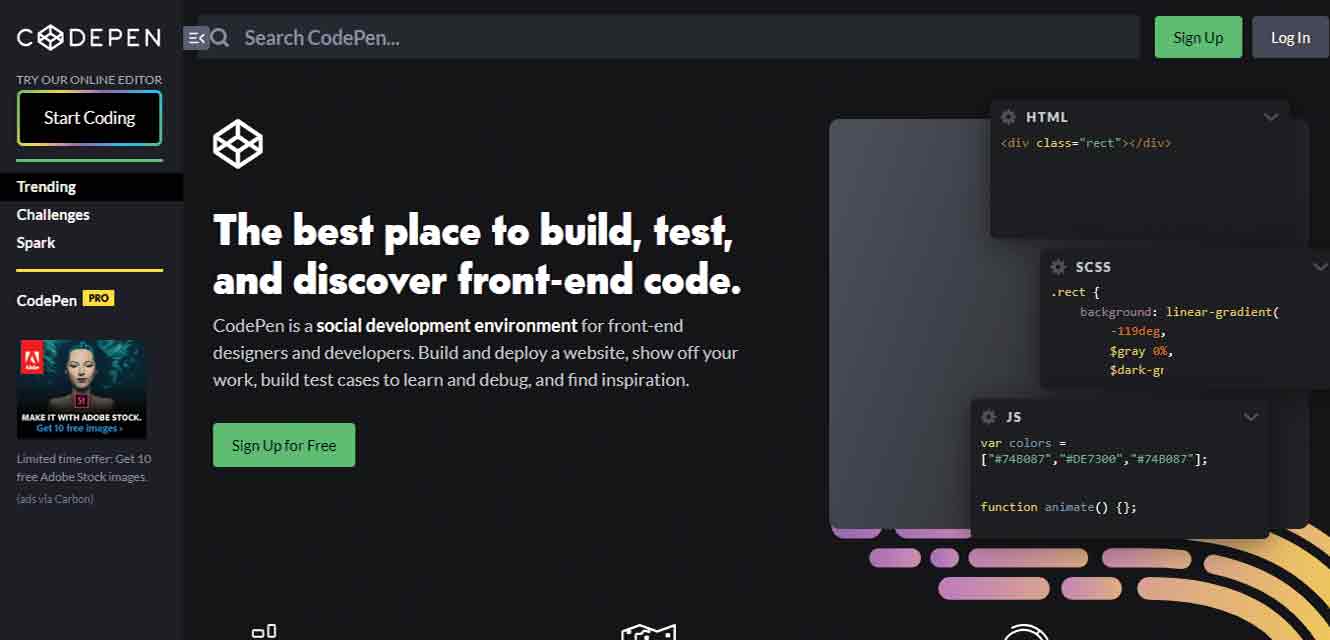 CODEPEN
Search CodePen...
Sign Up
Log In
TRY OUR ONLINE EDITOR
Start Coding
Trending
Challenges
Spark
CodePen PRO
Adobe
St
MAKE IT WITH ADOBE STOCK.
Get 10 free images ›
Limited time offer: Get 10
free Adobe Stock images.
(ads via Carbon)
The best place to build, test,
and discover front-end code.
CodePen is a social development environment for front-end
designers and developers. Build and deploy a website, show off your
work, build test cases to learn and debug, and find inspiration.
Sign Up for Free
HTML
<div class="rect"></div>
SCSS
.rect {
background: linear-gradient(
-119deg,
$gray 0%,
$dark-gr
JS
var colors =
["#74B087","#DE7300","#74B087"];
function animate() {};